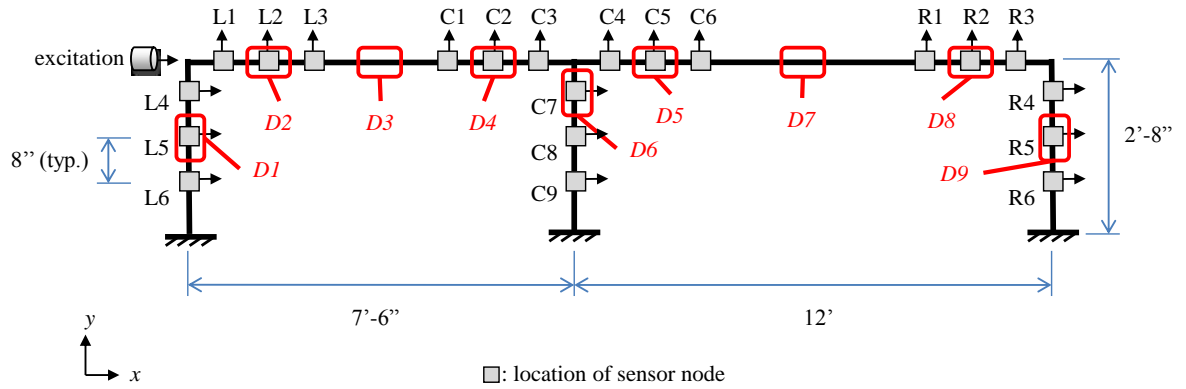 L1 L2 L3 C1 C2 C3 C4 C5 C6 R1 R2 R3
excitation
L4 C7 R4
D2 D3 D4 D5 D7 D8
L5 C8 D6 R5 2’-8”
8” (typ.) D1 D9
L6 C9 R6
7’-6” 12’
y
x
: location of sensor node